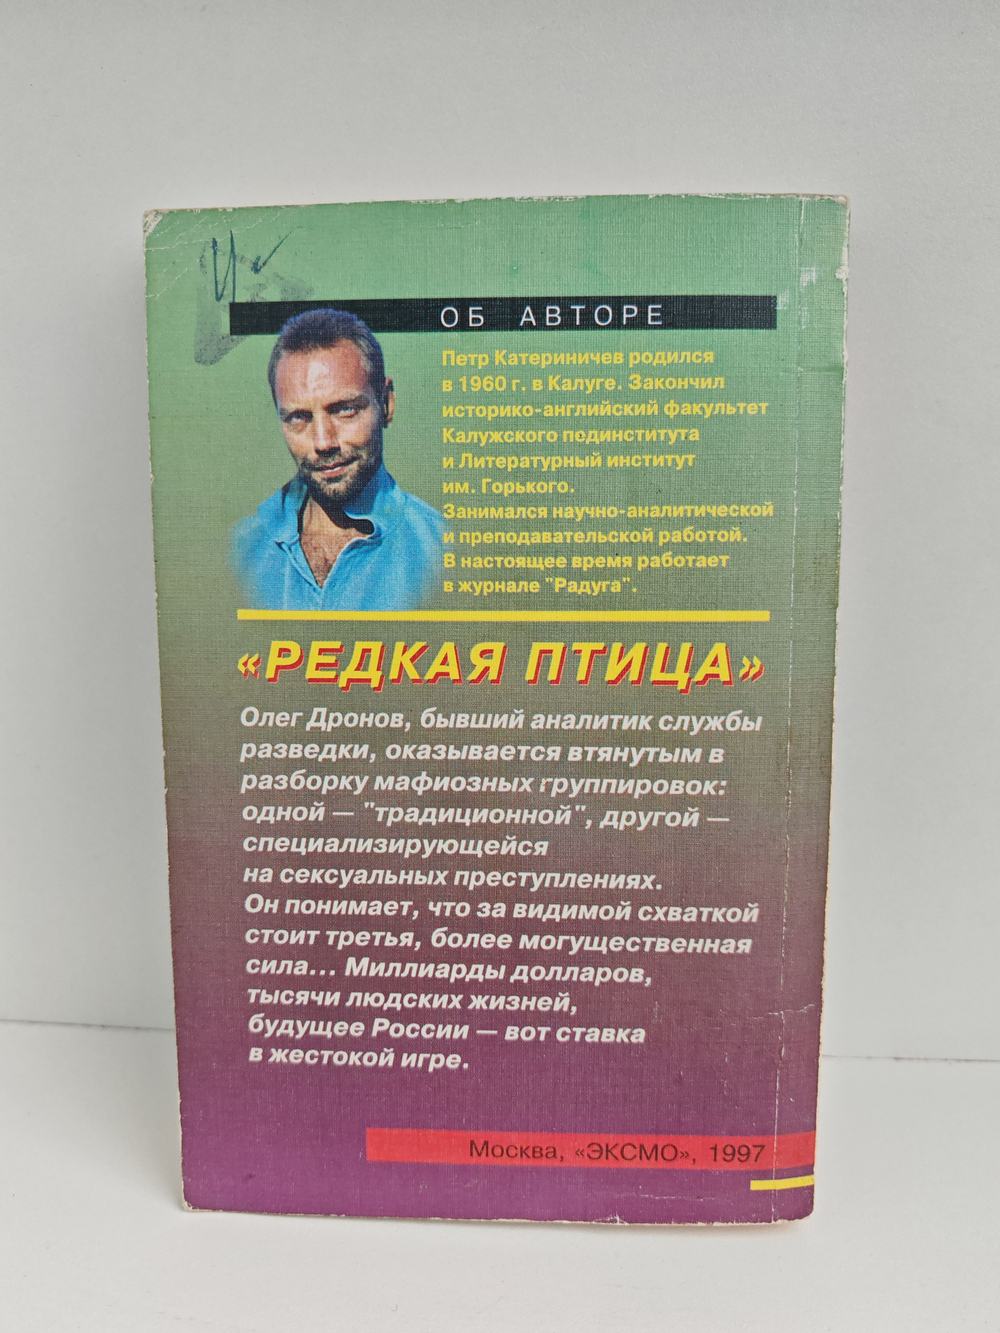 ОБ АВТОРЕ
Петр Катериничев родился
в 1960 г. в Калуге. Закончил
историко-английский факультет
Калужского пединститута
и Литературный институт
им. Горького.
Занимался научно-аналитической
и преподавательской работой.
В настоящее время работает
в журнале "Радуга".
«РЕДКАЯ ПТИЦА»
Олег Дронов, бывший аналитик службы
разведки, оказывается втянутым в
разборку мафиозных группировок:
одной — "традиционной", другой —
специализирующейся
на сексуальных преступлениях.
Он понимает, что за видимой схваткой
стоит третья, более могущественная
сила... Миллиарды долларов,
тысячи людских жизней,
будущее России — вот ставка
в жестокой игре.
Москва, «ЭКСМО», 1997